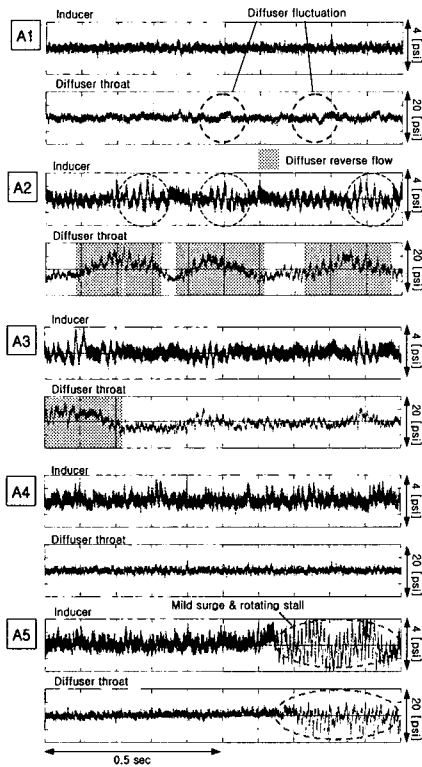 A1
Inducer
Diffuser fluctuation
4 [psi]
Diffuser throat
20 [psi]
Diffuser reverse flow
A2
Inducer
4 [psi]
Diffuser throat
20 [psi]
A3
Inducer
4 [psi]
Diffuser throat
20 [psi]
A4
Inducer
4 [psi]
Diffuser throat
20 [psi]
Mild surge & rotating stall
A5
Inducer
4 [psi]
Diffuser throat
20 [psi]
0.5 sec